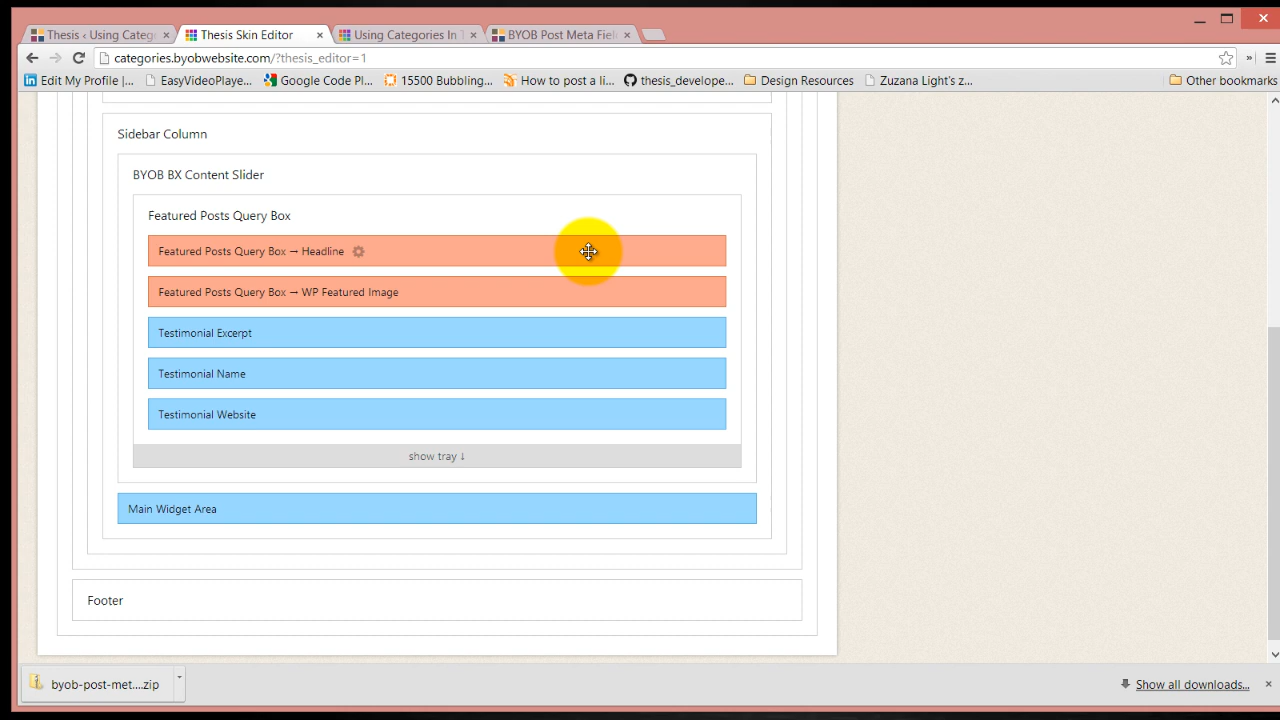 Thesis ‹ Using Categ
Thesis Skin Editor
Using Categories In
BYOB Post Meta Fiel
categories.byobwebsite.com/?thesis_editor=1
Edit My Profile |...
EasyVideoPlaye...
Google Code Pl...
15500 Bubbling...
How to post a li...
thesis_develope...
Design Resources
Zuzana Light's z...
Other bookmarks
Sidebar Column
BYOB BX Content Slider
Featured Posts Query Box
Featured Posts Query Box → Headline
Featured Posts Query Box → WP Featured Image
Testimonial Excerpt
Testimonial Name
Testimonial Website
show tray ↓
Main Widget Area
Footer
byob-post-met....zip
Show all downloads...